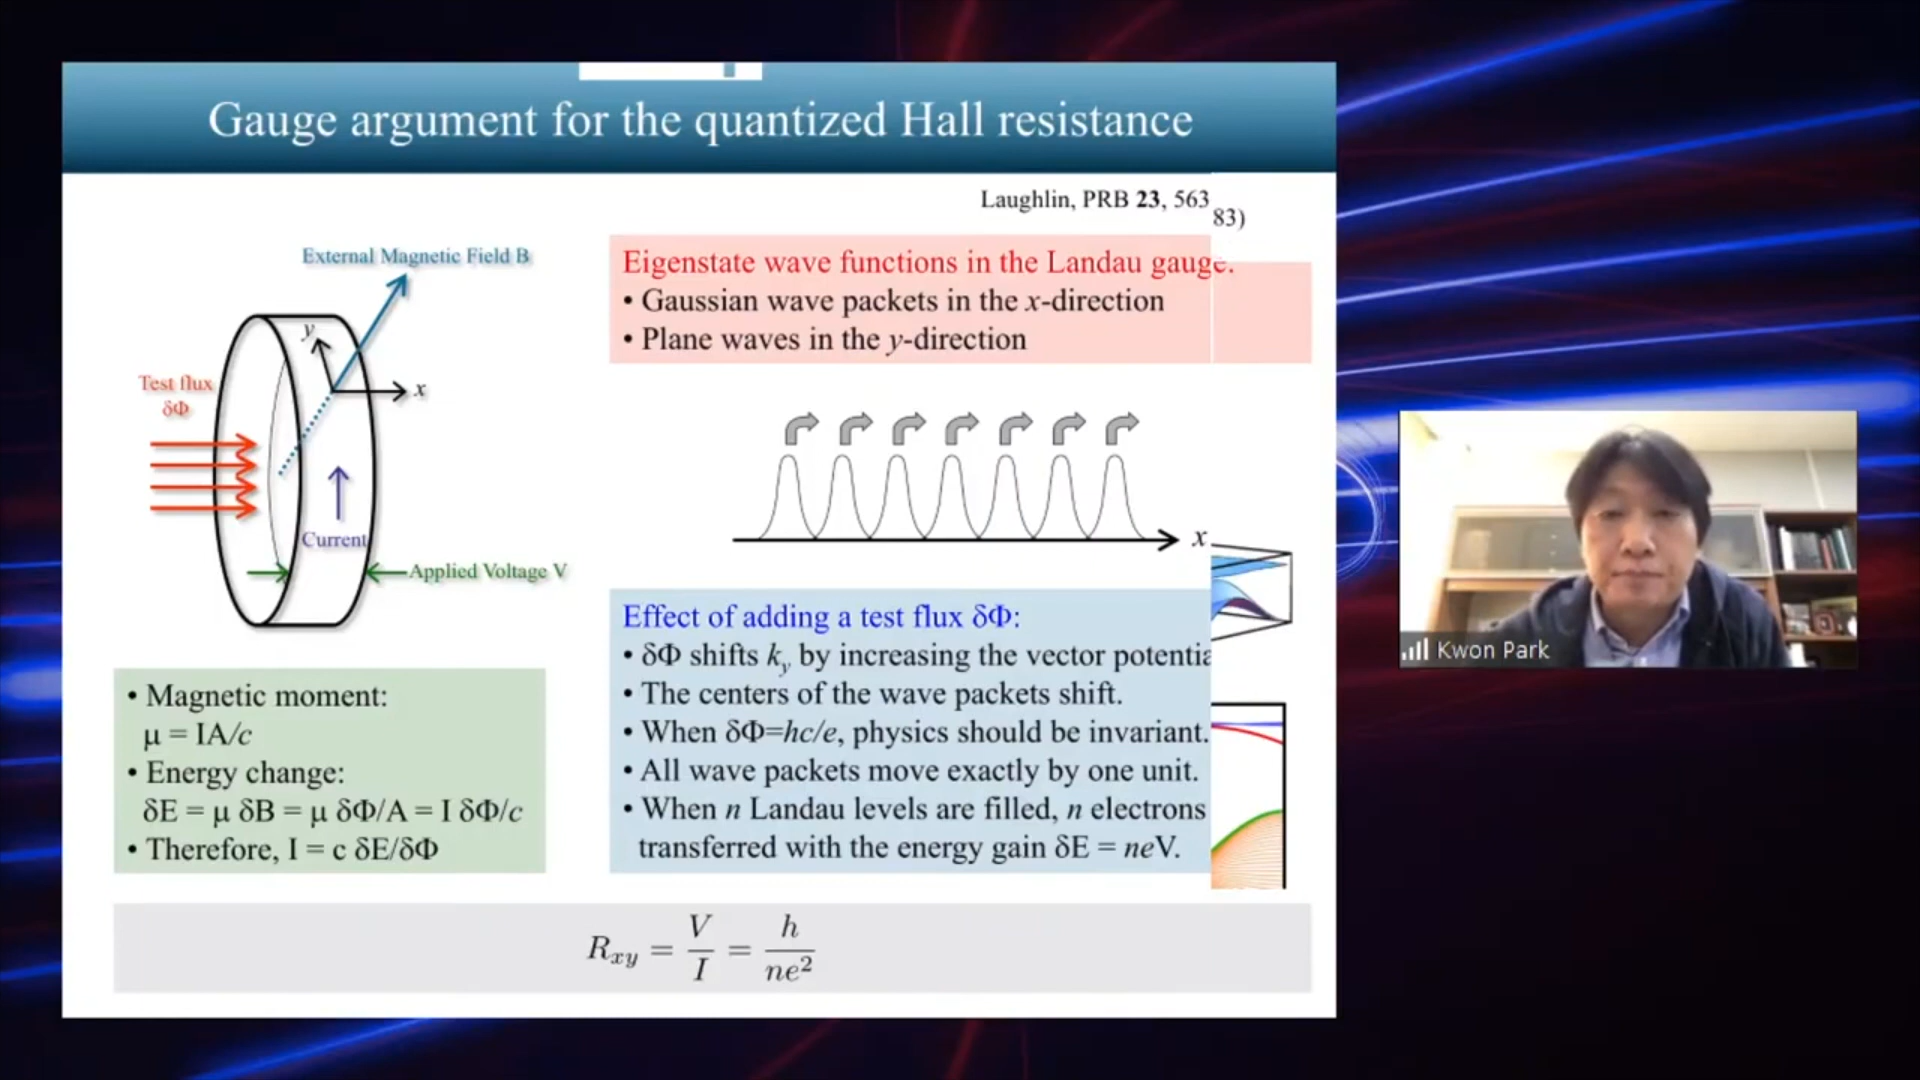 Gauge argument for the quantized Hall resistance
Laughlin, PRB 23, 563
83)
External Magnetic Field B
y
x
Test flux
δΦ
Current
Applied Voltage V
• Magnetic moment:
μ = IA/c
• Energy change:
δE = μ δB = μ δΦ/A = I δΦ/c
• Therefore, I = c δE/δΦ
Eigenstate wave functions in the Landau gauge.
• Gaussian wave packets in the x-direction
• Plane waves in the y-direction
x
Effect of adding a test flux δΦ:
• δΦ shifts k_y by increasing the vector potentia
• The centers of the wave packets shift.
• When δΦ=hc/e, physics should be invariant.
• All wave packets move exactly by one unit.
• When n Landau levels are filled, n electrons
transferred with the energy gain δE = neV.
R_xy = V/I = h/ne²
Kwon Park